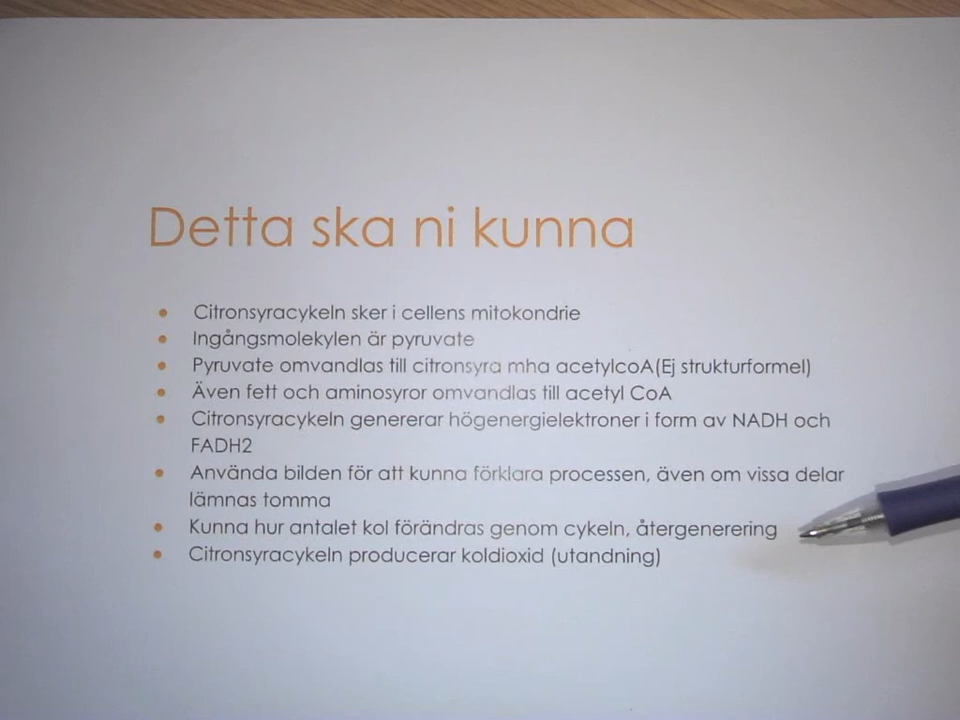 Detta ska ni kunna
• Citronsyracykeln sker i cellens mitokondrie
• Ingångsmolekylen är pyruvate
• Pyruvate omvandlas till citronsyra mha acetylcoA(Ej strukturformel)
• Även fett och aminosyror omvandlas till acetyl CoA
• Citronsyracykeln genererar högenergielektroner i form av NADH och
FADH2
• Använda bilden för att kunna förklara processen, även om vissa delar
lämnas tomma
• Kunna hur antalet kol förändras genom cykeln, återgenerering
• Citronsyracykeln producerar koldioxid (utandning)